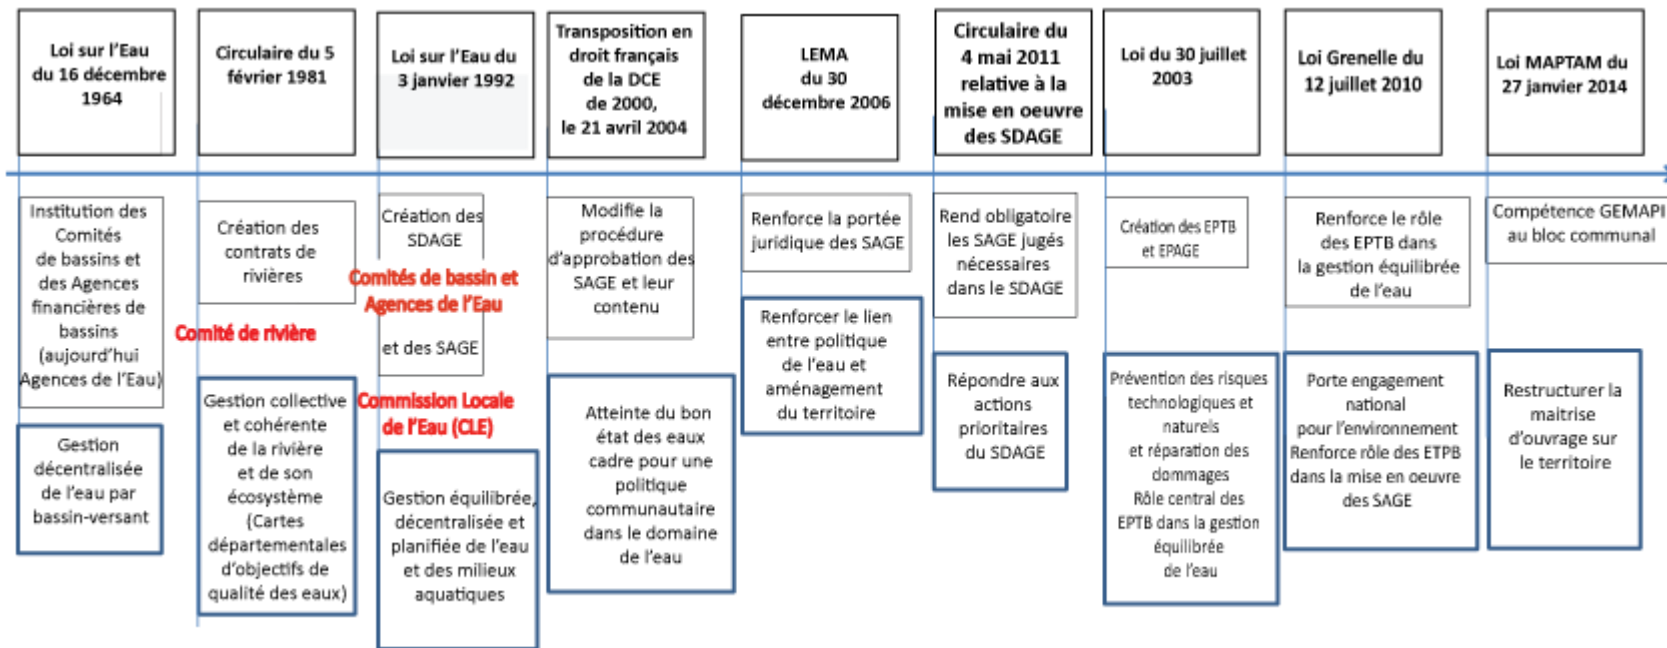 Loi sur l'Eau
du 16 décembre
1964
Circulaire du 5
février 1981
Loi sur l'Eau du
3 janvier 1992
Transposition en
droit français
de la DCE
de 2000,
le 21 avril 2004
LEMA
du 30
décembre 2006
Circulaire du
4 mai 2011
relative à la
mise en oeuvre
des SDAGE
Loi du 30 juillet
2003
Loi Grenelle du
12 juillet 2010
Loi MAPTAM du
27 janvier 2014
Institution des
Comités
de bassins et
des Agences
financières de
bassins
(aujourd'hui
Agences de l'Eau)
Gestion
décentralisée
de l'eau par
bassin-versant
Création des
contrats de
rivières
Comité de rivière
Gestion collective
et cohérente
de la rivière
et de son
écosystème
(Cartes
départementales
d'objectifs de
qualité des eaux)
Création des
SDAGE
Comités de bassin et
Agences de l'Eau
et des SAGE
Commission Locale
de l'Eau (CLE)
Gestion équilibrée,
décentralisée et
planifiée de l'eau
et des milieux
aquatiques
Modifie la
procédure
d'approbation des
SAGE et leur
contenu
Atteinte du bon
état des eaux
cadre pour une
politique
communautaire
dans le domaine
de l'eau
Renforce la portée
juridique des SAGE
Renforcer le lien
entre politique
de l'eau et
aménagement
du territoire
Rend obligatoire
les SAGE jugés
nécessaires
dans le SDAGE
Répondre aux
actions
prioritaires
du SDAGE
Création des EPTB
et EPAGE
Prévention des risques
technologiques et
naturels
et réparation des
dommages
Rôle central des
EPTB dans la gestion
équilibrée
de l'eau
Renforce le rôle
des EPTB dans
la gestion équilibrée
de l'eau
Porte engagement
national
pour l'environnement
Renforce rôle des ETPB
dans la mise en oeuvre
des SAGE
Compétence GEMAPI
au bloc communal
Restructurer la
maitrise
d'ouvrage sur
le territoire